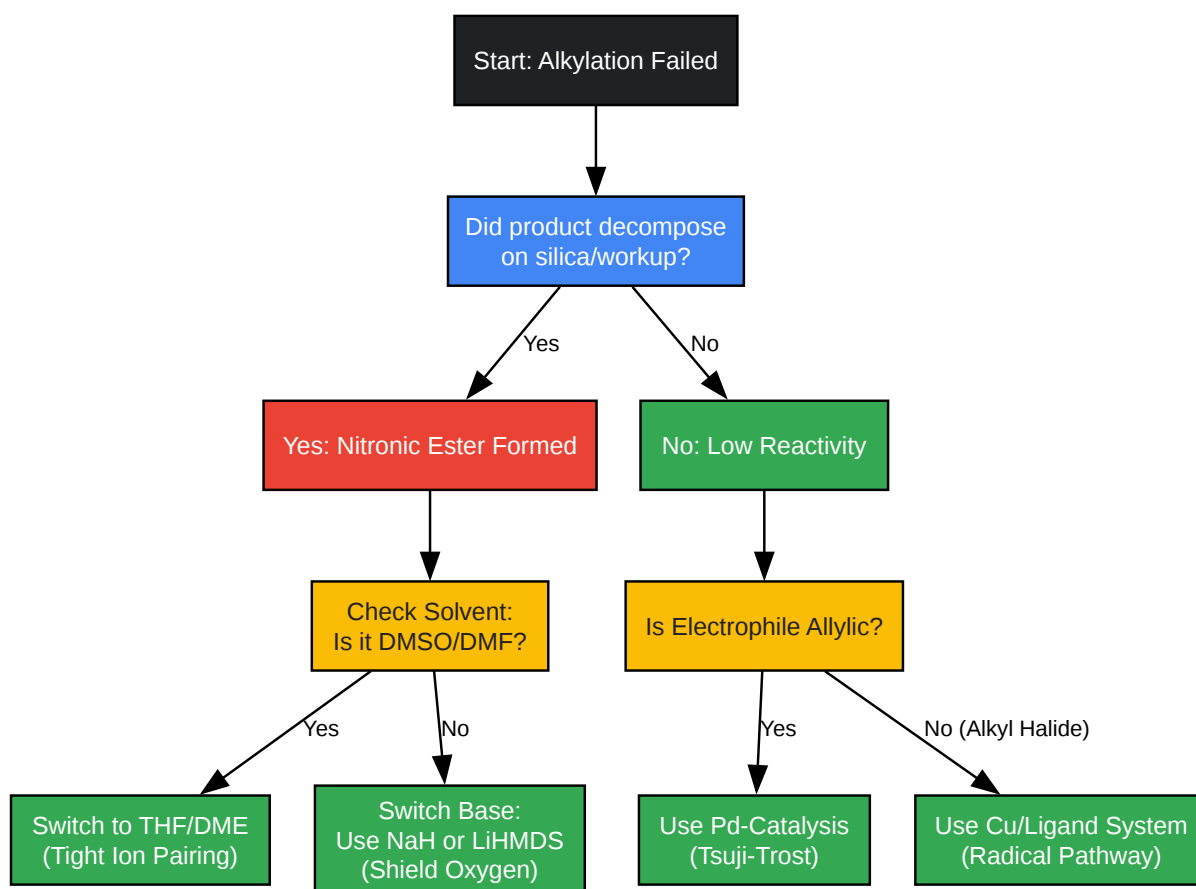 Start: Alkylation Failed
Did product decompose
on silica/workup?
Yes
No
Yes: Nitronic Ester Formed
No: Low Reactivity
Check Solvent:
Is it DMSO/DMF?
Is Electrophile Allylic?
Yes
No
Yes
No (Alkyl Halide)
Switch to THF/DME
(Tight Ion Pairing)
Switch Base:
Use NaH or LiHMDS
(Shield Oxygen)
Use Pd-Catalysis
(Tsuji-Trost)
Use Cu/Ligand System
(Radical Pathway)